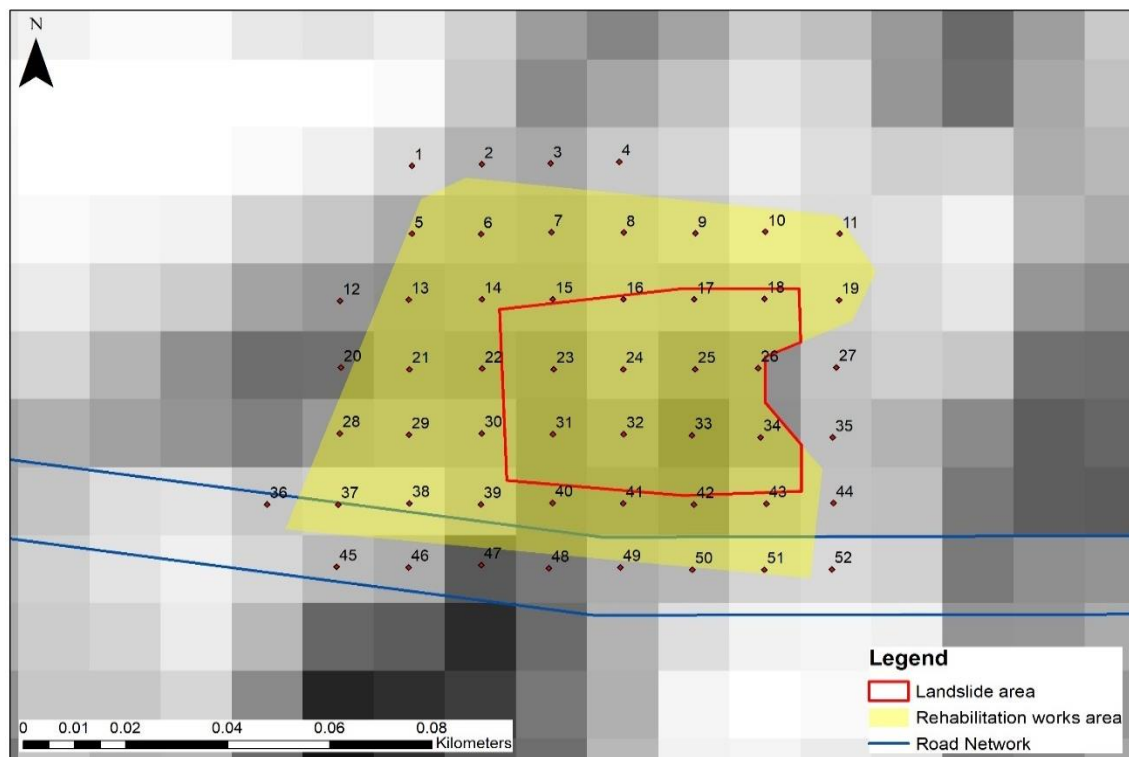 N
1 2 3 4
5 6 7 8 9 10 11
12 13 14 15 16 17 18 19
20 21 22 23 24 25 26 27
28 29 30 31 32 33 34 35
36 37 38 39 40 41 42 43 44
45 46 47 48 49 50 51 52
Legend
Landslide area
Rehabilitation works area
Road Network
0 0.01 0.02 0.04 0.06 0.08
Kilometers